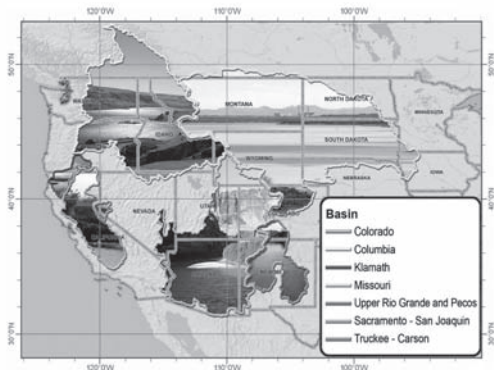 120°0'W
110°0'W
100°0'W
50°0'N
50°0'N
MONTANA
NORTH DAKOTA
MINNESOTA
IDAHO
SOUTH DAKOTA
WYOMING
NEBRASKA
IOWA
40°0'N
40°0'N
NEVADA
UTAH
Basin
Colorado
Columbia
Klamath
Missouri
Upper Rio Grande and Pecos
Sacramento - San Joaquin
Truckee - Carson
30°0'N
30°0'N
120°0'W
110°0'W
100°0'W